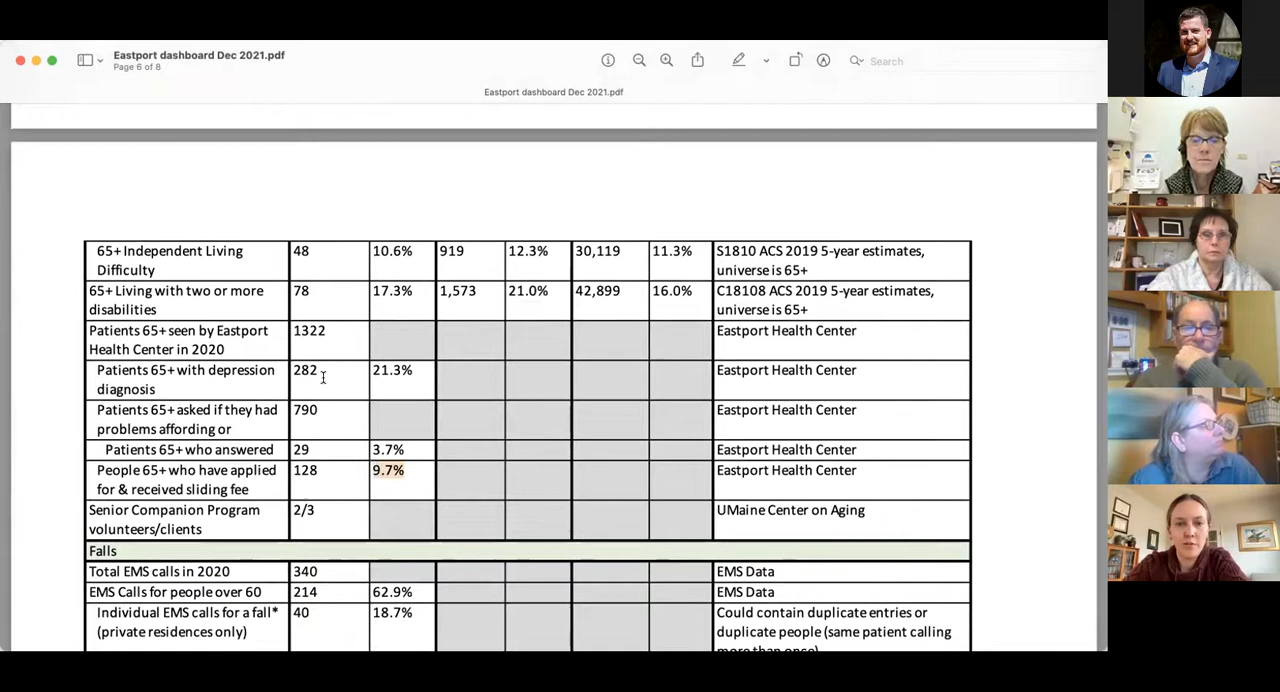 Eastport dashboard Dec 2021.pdf
Page 6 of 8
Search
Eastport dashboard Dec 2021.pdf
65+ Independent Living Difficulty 48 10.6% 919 12.3% 30,119 11.3% S1810 ACS 2019 5-year estimates, universe is 65+
65+ Living with two or more disabilities 78 17.3% 1,573 21.0% 42,899 16.0% C18108 ACS 2019 5-year estimates, universe is 65+
Patients 65+ seen by Eastport Health Center in 2020 1322 Eastport Health Center
Patients 65+ with depression diagnosis 282 21.3% Eastport Health Center
Patients 65+ asked if they had problems affording or 790 Eastport Health Center
Patients 65+ who answered 29 3.7% Eastport Health Center
People 65+ who have applied for & received sliding fee 128 9.7% Eastport Health Center
Senior Companion Program volunteers/clients 2/3 UMaine Center on Aging
Falls
Total EMS calls in 2020 340 EMS Data
EMS Calls for people over 60 214 62.9% EMS Data
Individual EMS calls for a fall* (private residences only) 40 18.7% Could contain duplicate entries or duplicate people (same patient calling more than once)